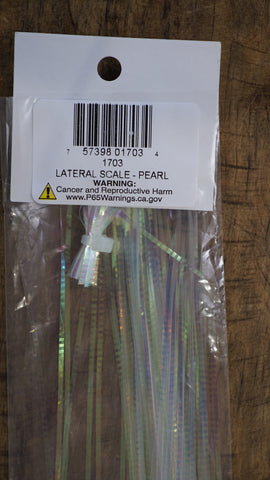 7 57398 01703 4
1703
LATERAL SCALE - PEARL
WARNING:
Cancer and Reproductive Harm
www.P65Warnings.ca.gov